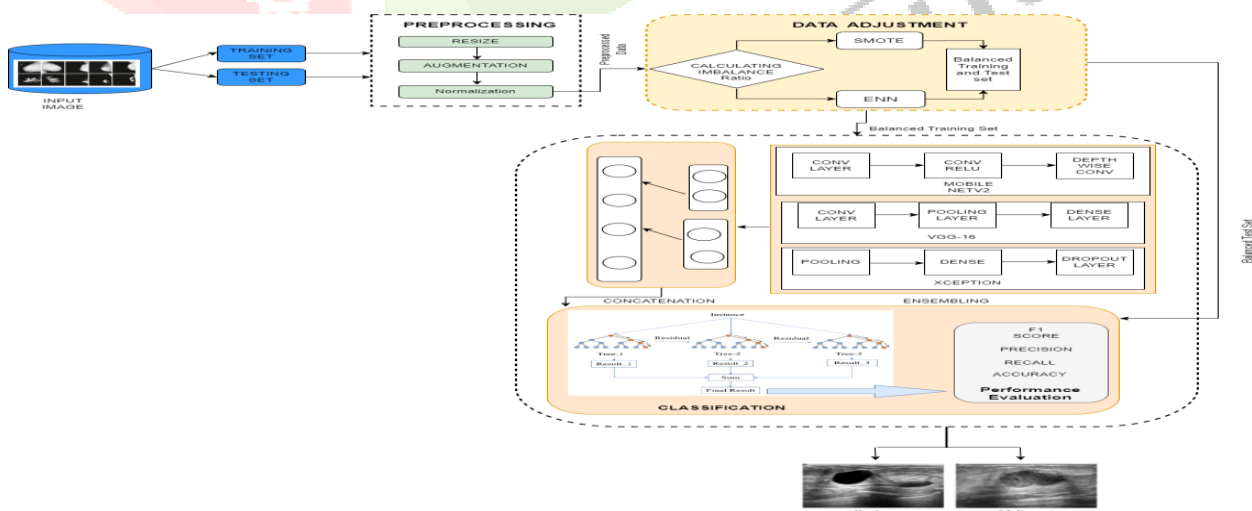 INPUT
IMAGE
TRAINING
SET
TESTING
SET
PREPROCESSING
RESIZE
AUGMENTATION
Normalization
Preprocessed
Data
DATA ADJUSTMENT
CALCULATING
IMBALANCE
Ratio
SMOTE
ENN
Balanced
Training
and Test
set
Balanced Training Set
Balanced Test Set
CONV
LAYER
CONV
RELU
DEPTH
WISE
CONV
MOBILE
NETV2
CONV
LAYER
POOLING
LAYER
DENSE
LAYER
VGG-16
POOLING
DENSE
DROPOUT
LAYER
XCEPTION
CONCATENATION
ENSEMBLING
Instance
Residual
Residual
Tree-1
Tree-2
Tree-3
Result_1
Result_2
Result_3
Sum
Final Result
CLASSIFICATION
F1
SCORE
PRECISION
RECALL
ACCURACY
Performance
Evaluation